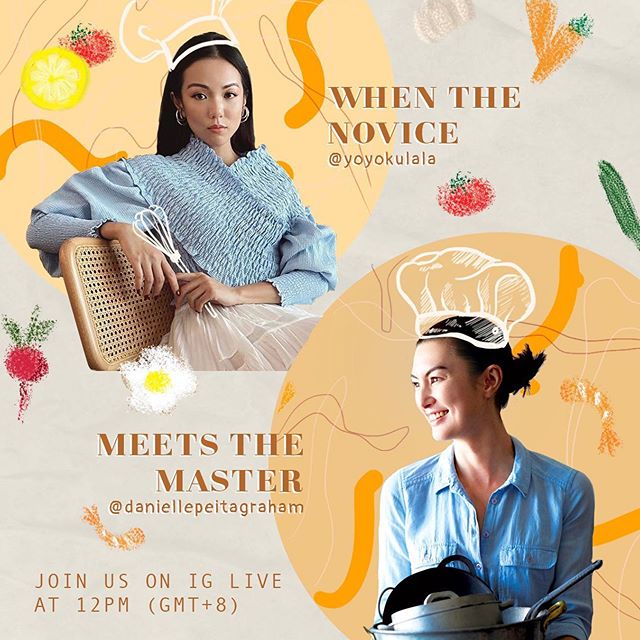 WHEN THE
NOVICE
@yoyokulala
MEETS THE
MASTER
@daniellepeitagraham
JOIN US ON IG LIVE
AT 12PM (GMT+8)